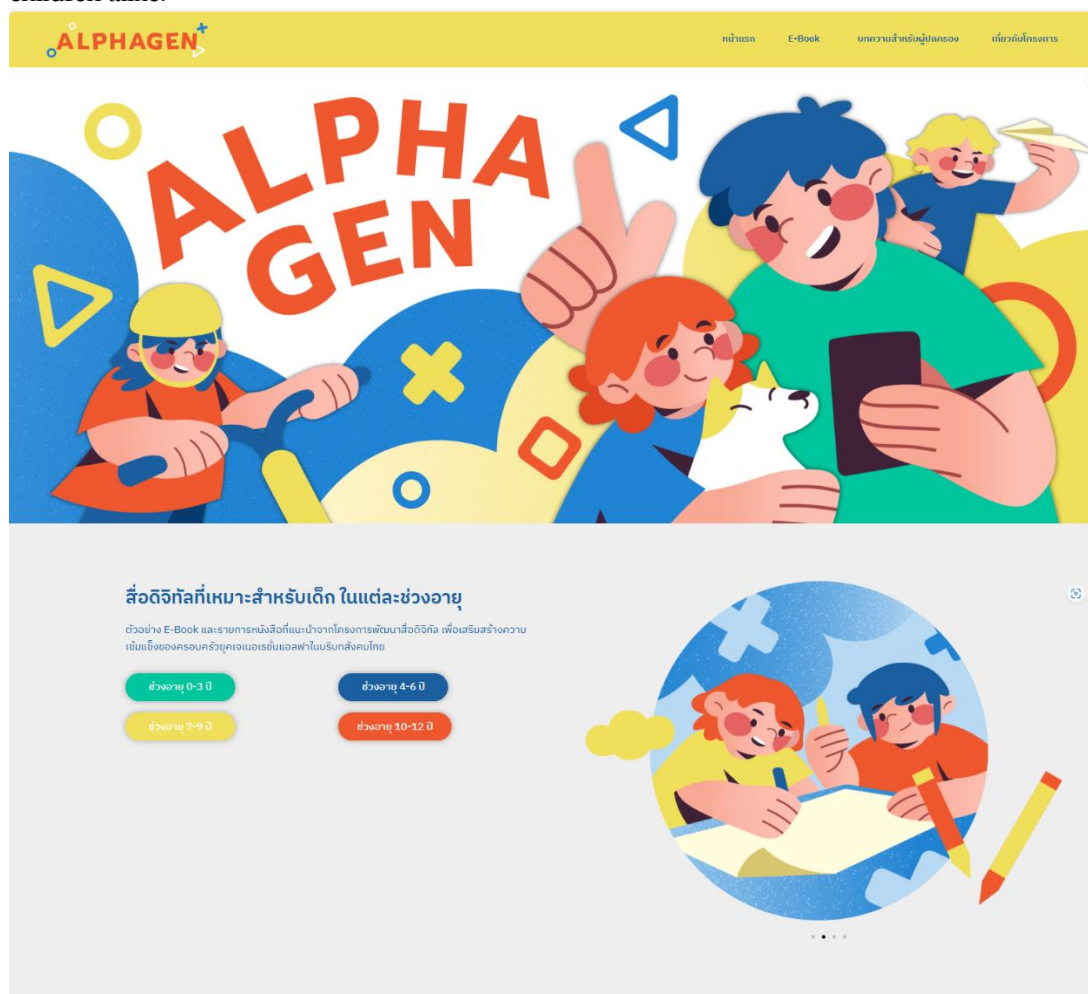 ALPHAGEN
หน้าแรก E-Book บทความสำหรับผู้ปกครอง เกี่ยวกับโครงการ
ALPHA
GEN
สื่อดิจิทัลที่เหมาะสำหรับเด็ก ในแต่ละช่วงอายุ
ตัวอย่าง E-Book และรายการหนังสือที่แนะนำจากโครงการพัฒนาสื่อดิจิทัล เพื่อเสริมสร้างความ
เข้มแข็งของครอบครัวยุคเจเนอเรชั่นแอลฟาในบริบทสังคมไทย
ช่วงอายุ 0-3 ปี ช่วงอายุ 4-6 ปี
ช่วงอายุ 7-9 ปี ช่วงอายุ 10-12 ปี